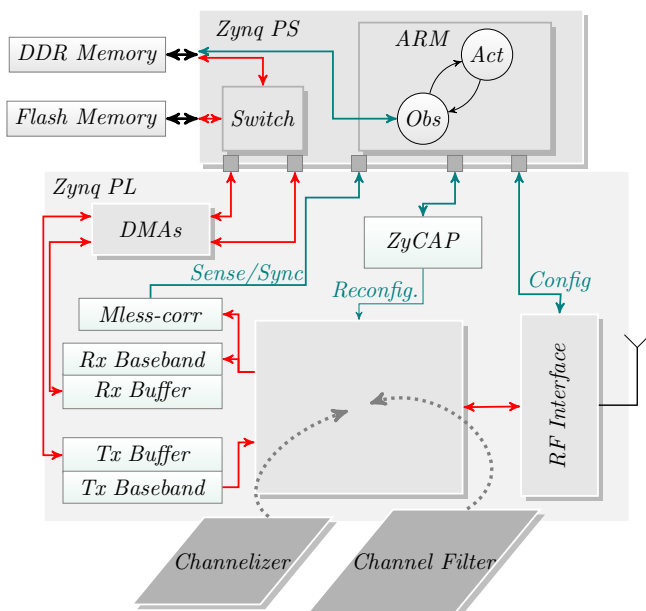 Zynq PS
ARM
DDR Memory
Act
Flash Memory
Switch
Obs
Zynq PL
DMAs
ZyCAP
Sense/Sync
Reconfig.
Config
Mless-corr
Rx Baseband
Rx Buffer
RF Interface
Tx Buffer
Tx Baseband
Channelizer
Channel Filter